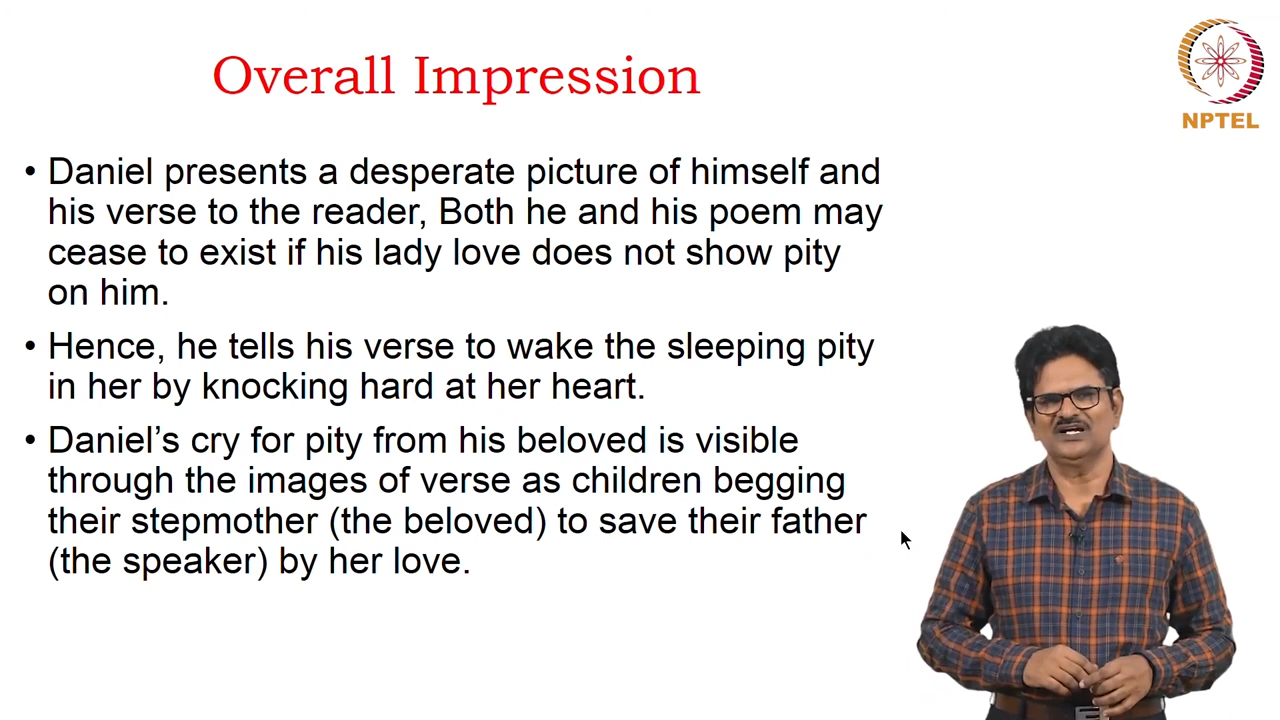 Overall Impression
NPTEL
• Daniel presents a desperate picture of himself and
his verse to the reader, Both he and his poem may
cease to exist if his lady love does not show pity
on him.
• Hence, he tells his verse to wake the sleeping pity
in her by knocking hard at her heart.
• Daniel’s cry for pity from his beloved is visible
through the images of verse as children begging
their stepmother (the beloved) to save their father
(the speaker) by her love.